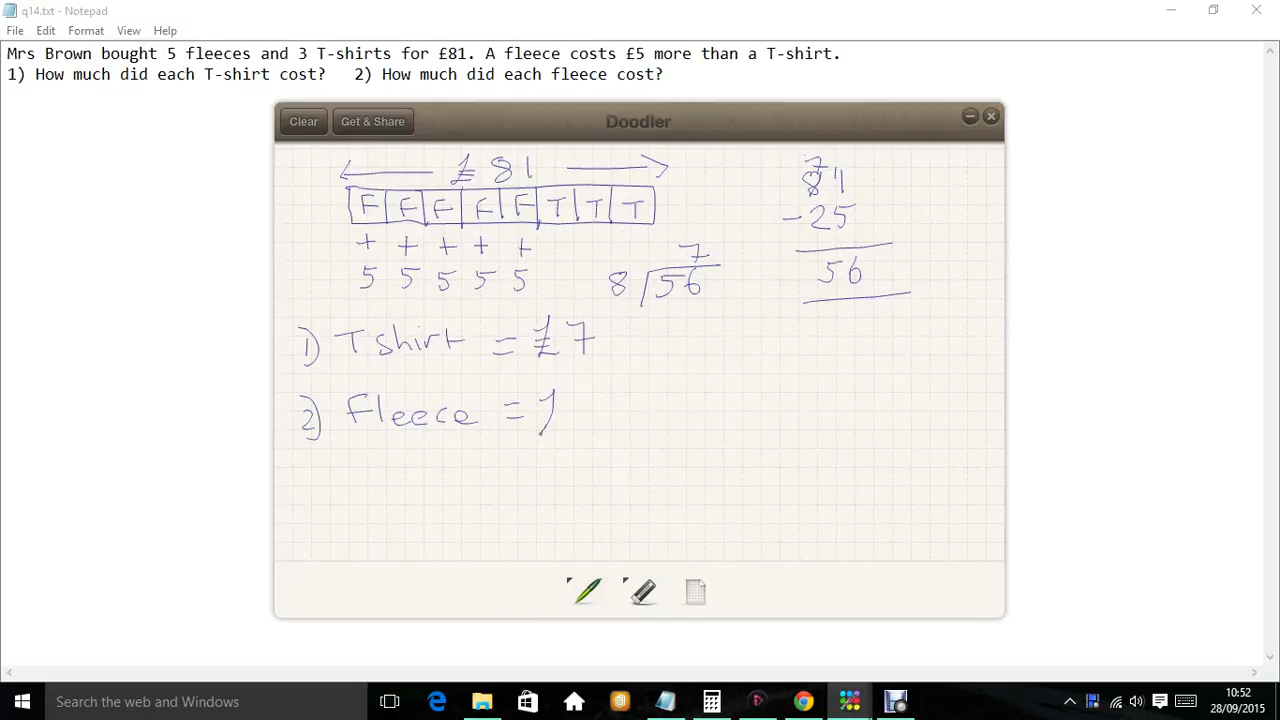 q14.txt - Notepad
File Edit Format View Help
Mrs Brown bought 5 fleeces and 3 T-shirts for £81. A fleece costs £5 more than a T-shirt.
1) How much did each T-shirt cost? 2) How much did each fleece cost?
Clear Get & Share Doodler
£81
F F F F F T T T
+ + + + +
5 5 5 5 5
7
8 56
7
81
-25
56
1) Tshirt = £7
2) Fleece =
Search the web and Windows
10:52
28/09/2015